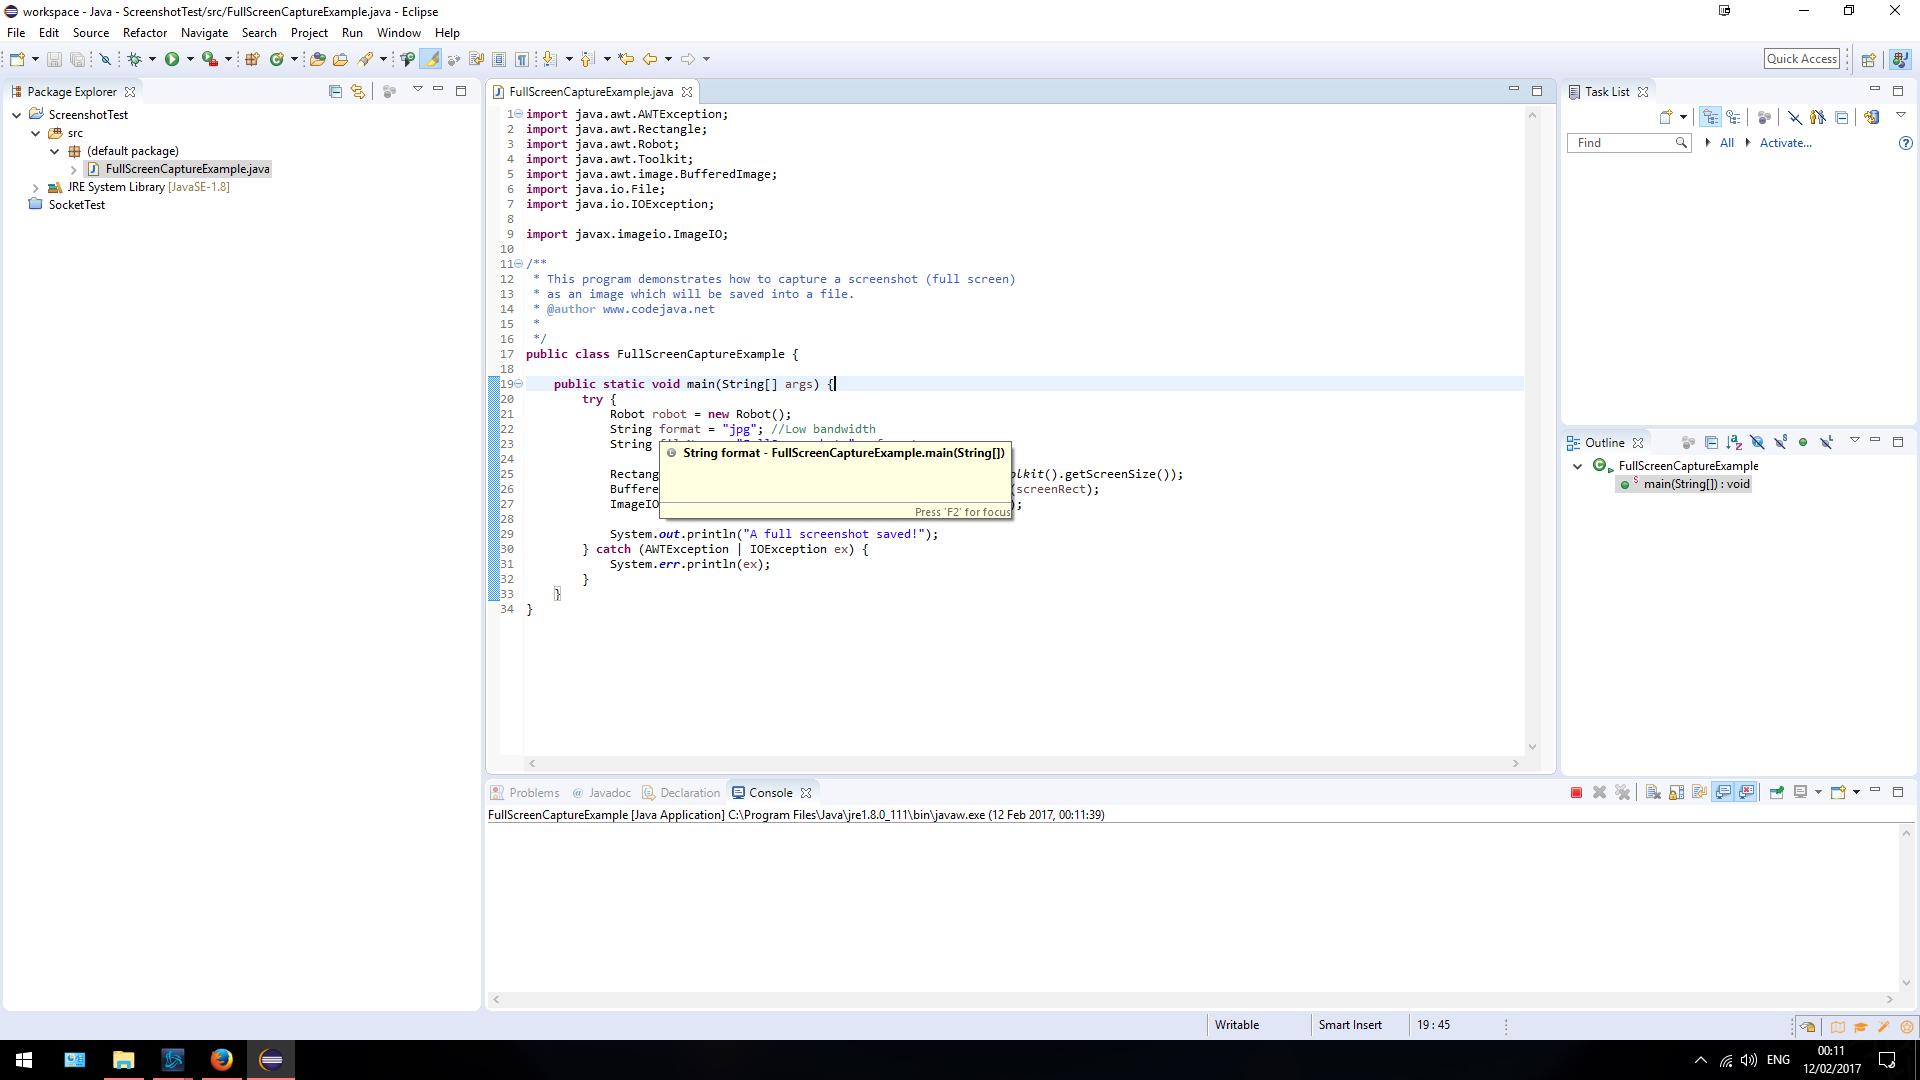 workspace - Java - ScreenshotTest/src/FullScreenCaptureExample.java - Eclipse
File Edit Source Refactor Navigate Search Project Run Window Help
Quick Access
Package Explorer
ScreenshotTest
src
(default package)
FullScreenCaptureExample.java
JRE System Library [JavaSE-1.8]
SocketTest
FullScreenCaptureExample.java
1 import java.awt.AWTException;
2 import java.awt.Rectangle;
3 import java.awt.Robot;
4 import java.awt.Toolkit;
5 import java.awt.image.BufferedImage;
6 import java.io.File;
7 import java.io.IOException;
8
9 import javax.imageio.ImageIO;
10
11 /**
12 * This program demonstrates how to capture a screenshot (full screen)
13 * as an image which will be saved into a file.
14 * @author www.codejava.net
15 *
16 */
17 public class FullScreenCaptureExample {
18
19 public static void main(String[] args) {
20 try {
21 Robot robot = new Robot();
22 String format = "jpg"; //Low bandwidth
23 String
String format - FullScreenCaptureExample.main(String[])
24
25 Rectang lkit().getScreenSize());
26 Buffere (screenRect);
27 ImageIO );
Press 'F2' for focus
28
29 System.out.println("A full screenshot saved!");
30 } catch (AWTException | IOException ex) {
31 System.err.println(ex);
32 }
33 }
34 }
Task List
Find All Activate...
Outline
FullScreenCaptureExample
main(String[]) : void
Problems @ Javadoc Declaration Console
FullScreenCaptureExample [Java Application] C:\Program Files\Java\jre1.8.0_111\bin\javaw.exe (12 Feb 2017, 00:11:39)
Writable Smart Insert 19 : 45
ENG
00:11
12/02/2017